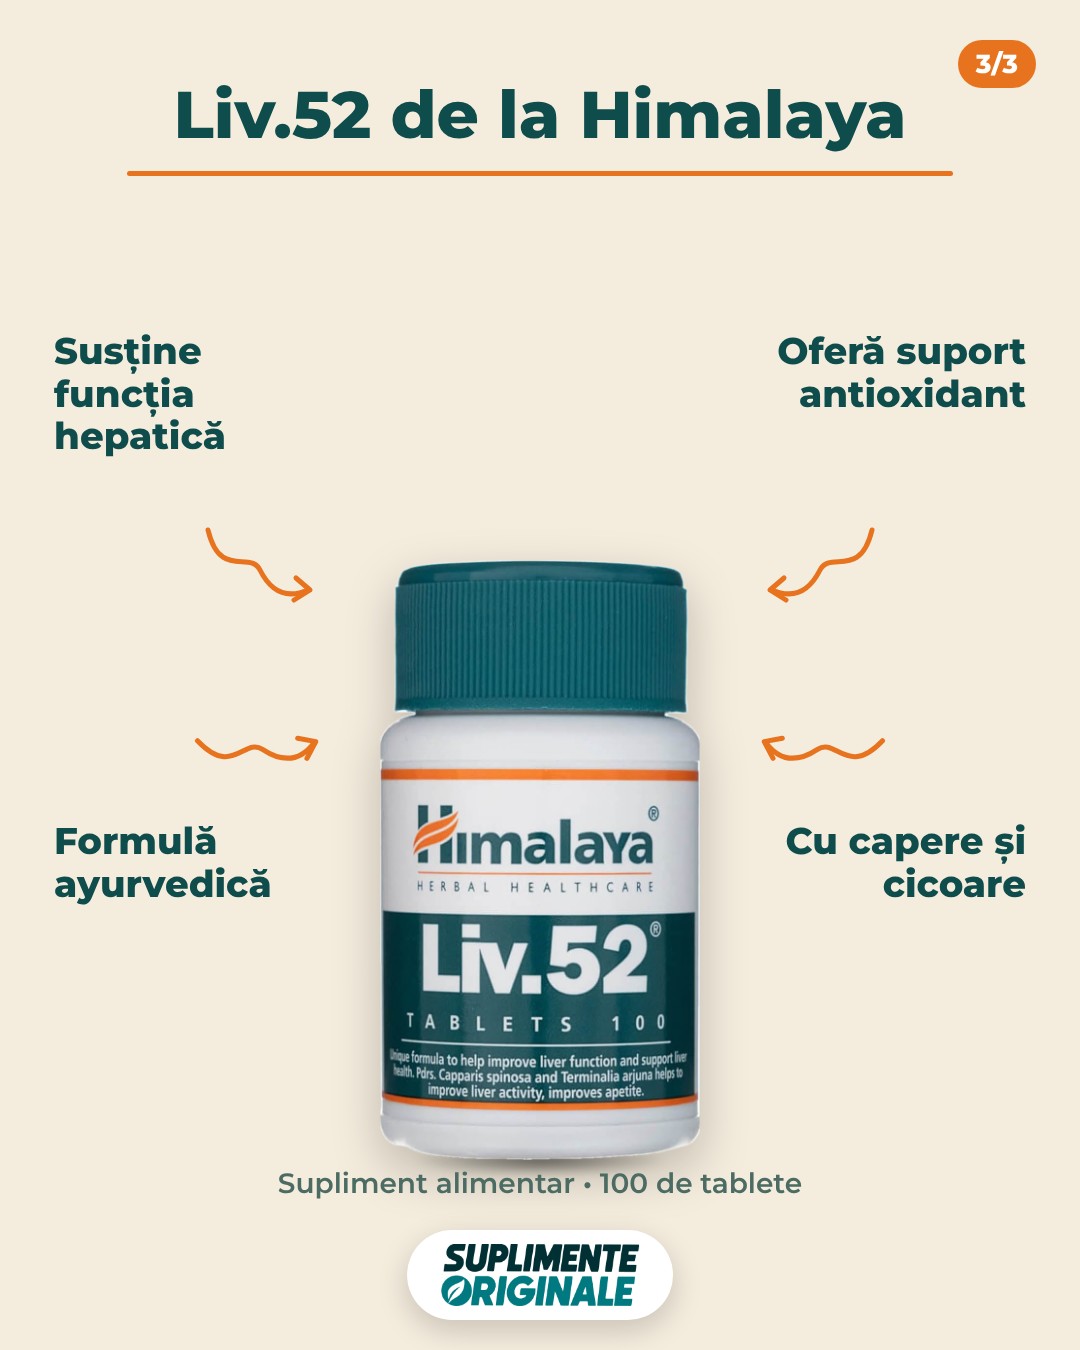 3/3
Liv.52 de la Himalaya
Susține
funcția
hepatică
Oferă suport
antioxidant
Formulă
ayurvedică
Cu capere și
cicoare
Himalaya®
HERBAL HEALTHCARE
Liv.52®
TABLETS 100
Unique formula to help improve liver function and support liver
health. Pdrs. Capparis spinosa and Terminalia arjuna helps to
improve liver activity, improves apetite.
Supliment alimentar • 100 de tablete
SUPLIMENTE
ORIGINALE